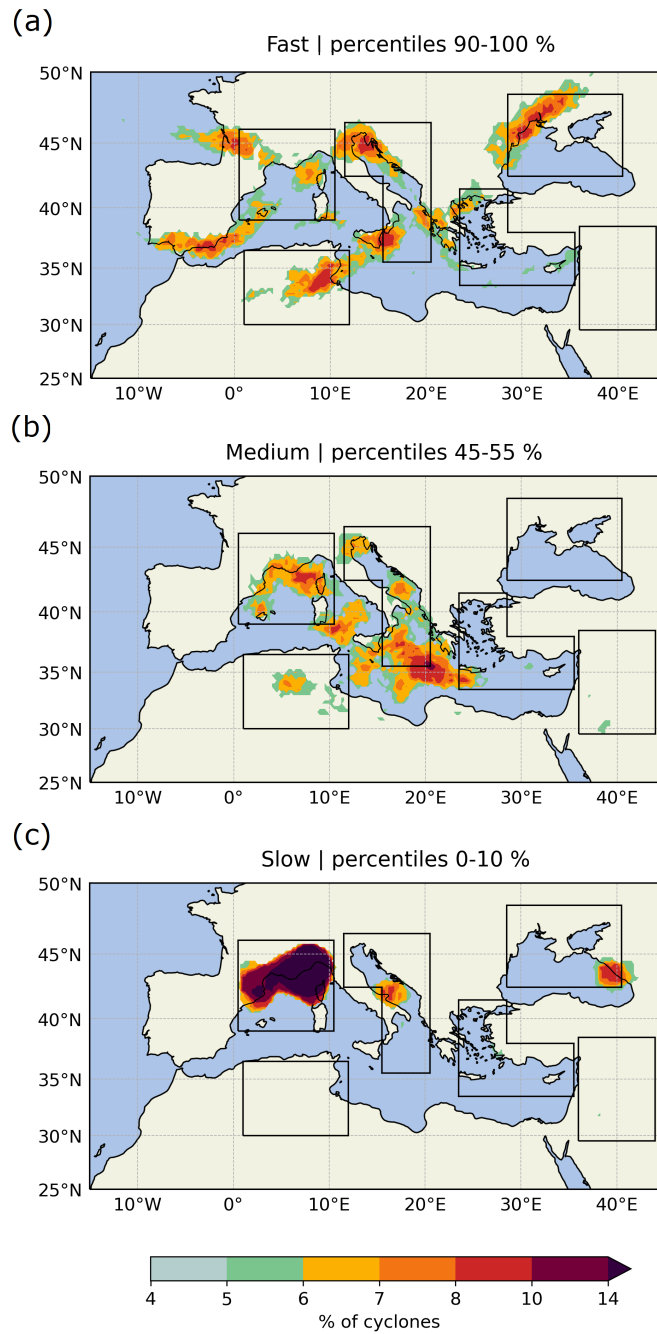 (a)
Fast | percentiles 90-100 %
50°N
45°N
40°N
35°N
30°N
25°N
10°W 0° 10°E 20°E 30°E 40°E
(b)
Medium | percentiles 45-55 %
50°N
45°N
40°N
35°N
30°N
25°N
10°W 0° 10°E 20°E 30°E 40°E
(c)
Slow | percentiles 0-10 %
50°N
45°N
40°N
35°N
30°N
25°N
10°W 0° 10°E 20°E 30°E 40°E
4 5 6 7 8 10 14
% of cyclones